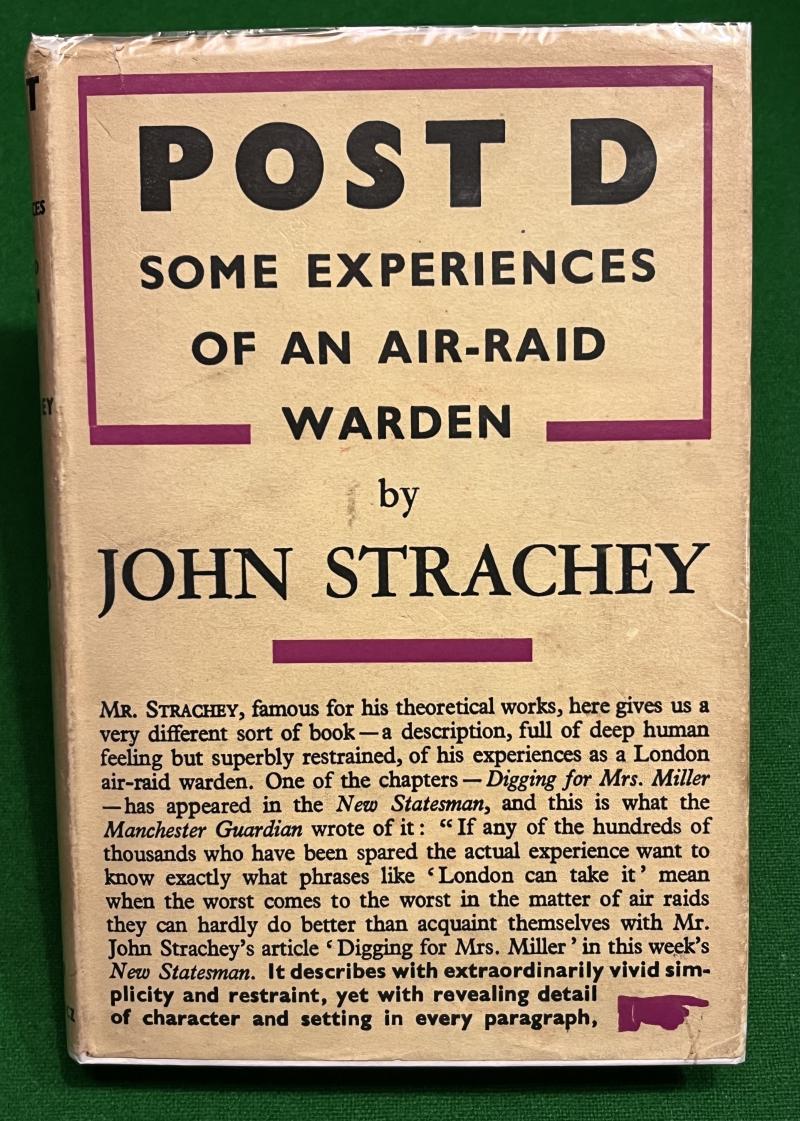 POST D
SOME EXPERIENCES
OF AN AIR-RAID
WARDEN
by
JOHN STRACHEY
MR. STRACHEY, famous for his theoretical works, here gives us a
very different sort of book—a description, full of deep human
feeling but superbly restrained, of his experiences as a London
air-raid warden. One of the chapters — Digging for Mrs. Miller
—has appeared in the New Statesman, and this is what the
Manchester Guardian wrote of it: “If any of the hundreds of
thousands who have been spared the actual experience want to
know exactly what phrases like ‘London can take it’ mean
when the worst comes to the worst in the matter of air raids
they can hardly do better than acquaint themselves with Mr.
John Strachey’s article ‘Digging for Mrs. Miller’ in this week’s
New Statesman. It describes with extraordinarily vivid sim-
plicity and restraint, yet with revealing detail
of character and setting in every paragraph,